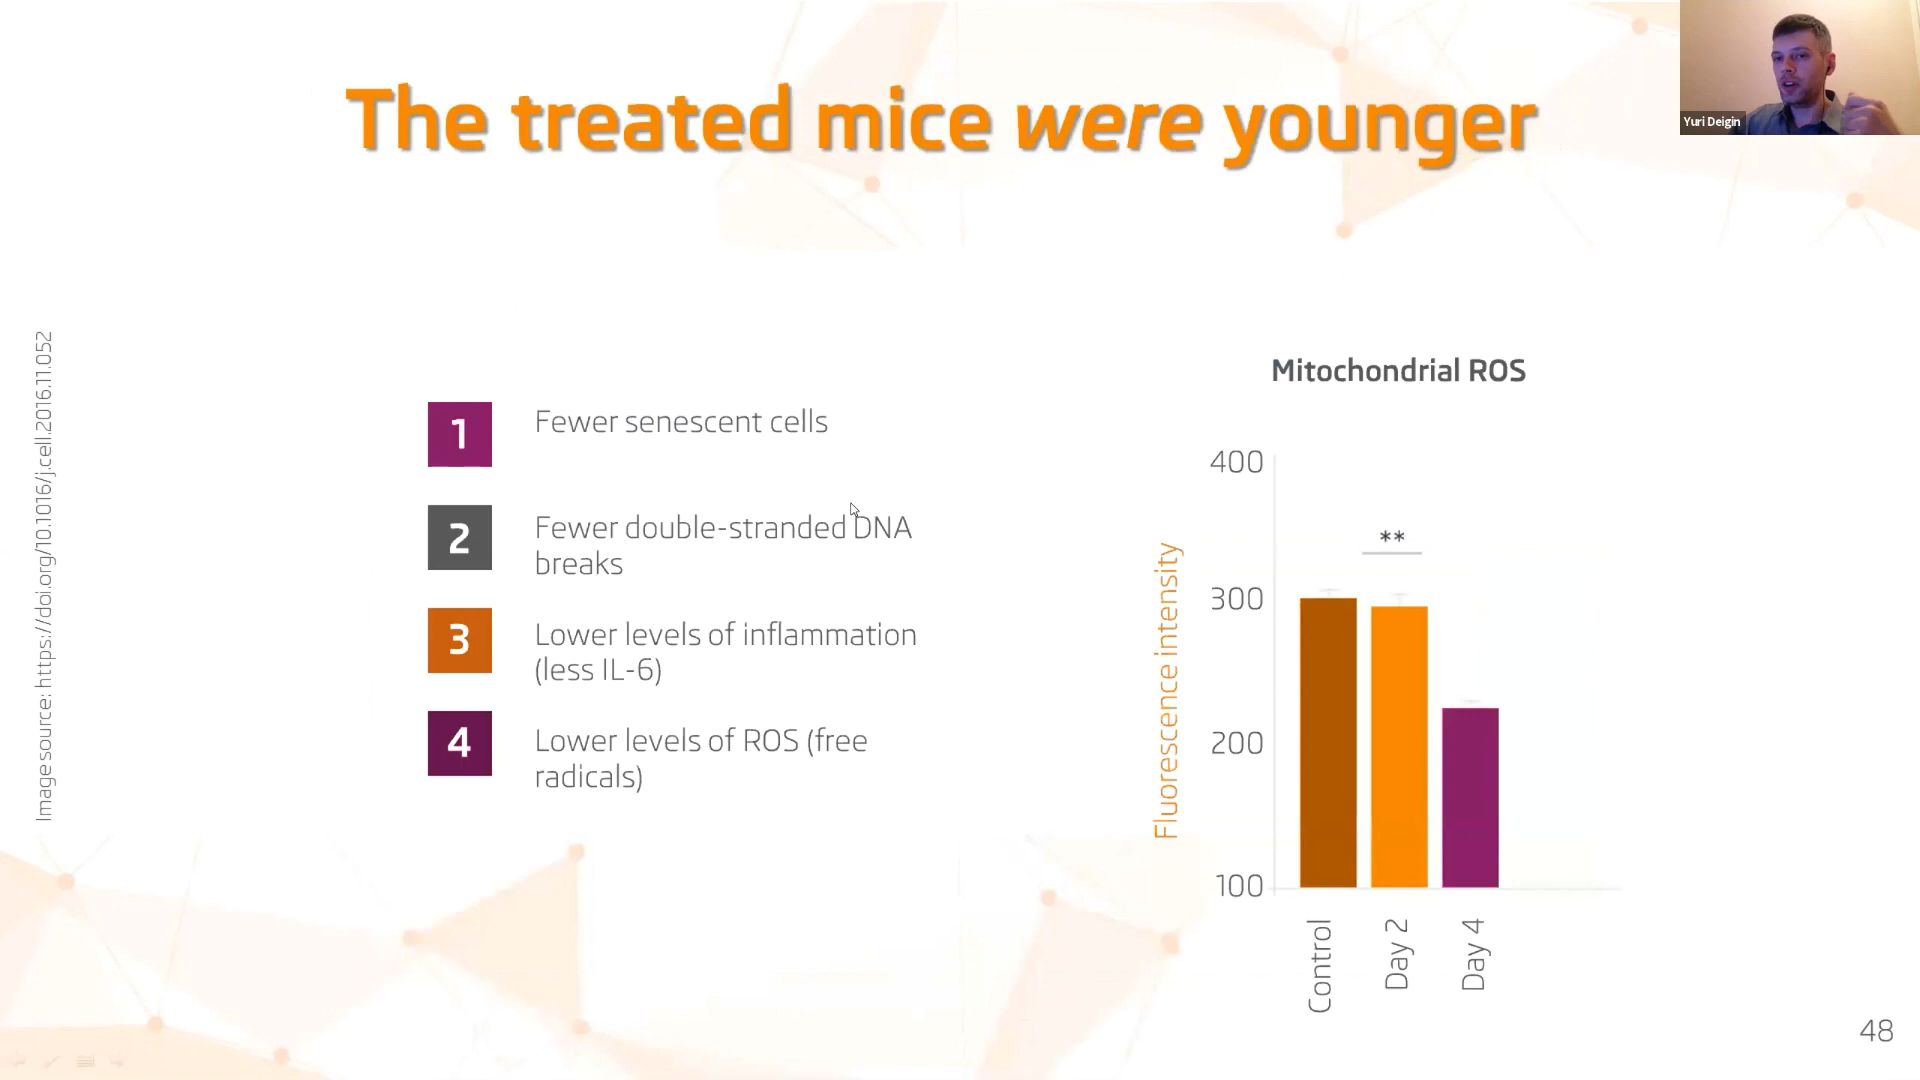 The treated mice were younger
Yuri Deigin
Image source: https://doi.org/10.1016/j.cell.2016.11.052
1
Fewer senescent cells
2
Fewer double-stranded DNA
breaks
3
Lower levels of inflammation
(less IL-6)
4
Lower levels of ROS (free
radicals)
Mitochondrial ROS
Fluorescence intensity
400
**
300
200
100
Control
Day 2
Day 4
48